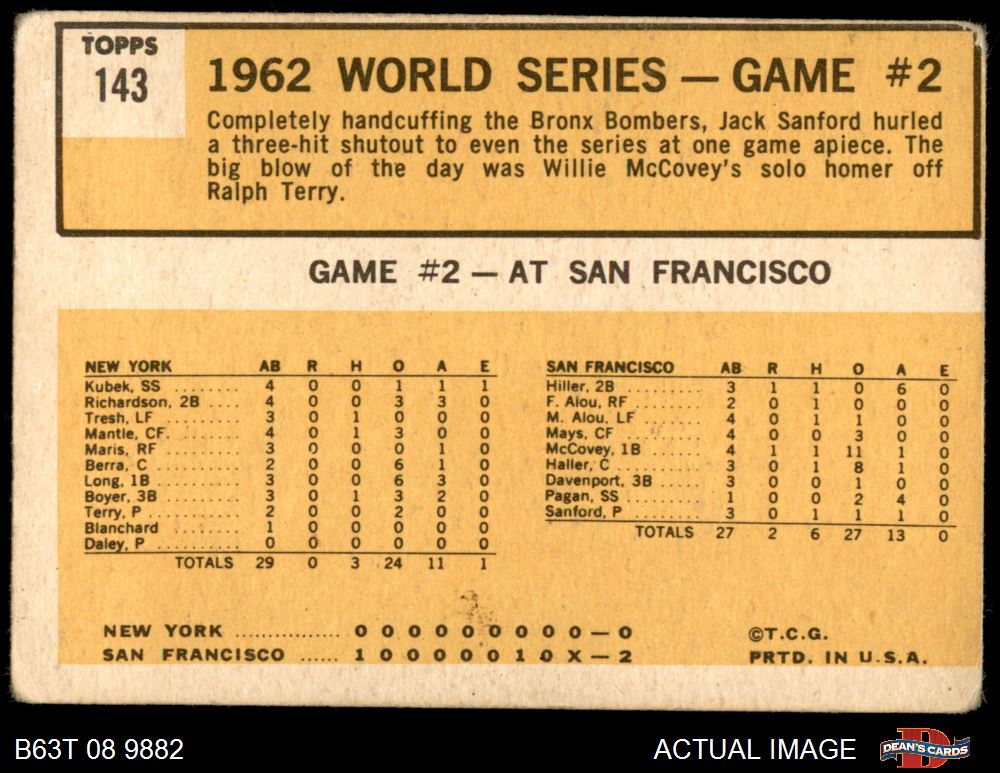 TOPPS
143
1962 WORLD SERIES — GAME #2
Completely handcuffing the Bronx Bombers, Jack Sanford hurled
a three-hit shutout to even the series at one game apiece. The
big blow of the day was Willie McCovey's solo homer off
Ralph Terry.
GAME #2 — AT SAN FRANCISCO
NEW YORK AB R H O A E
Kubek, SS ........ 4 0 0 1 1 1
Richardson, 2B .... 4 0 0 3 3 0
Tresh, LF ........ 3 0 1 0 0 0
Mantle, CF. ....... 4 0 1 3 0 0
Maris, RF ........ 3 0 0 0 1 0
Berra, C ......... 2 0 0 6 1 0
Long, 1B ......... 3 0 0 6 3 0
Boyer, 3B ........ 3 0 1 3 2 0
Terry, P .......... 2 0 0 2 0 0
Blanchard ........ 1 0 0 0 0 0
Daley, P .......... 0 0 0 0 0 0
TOTALS 29 0 3 24 11 1
SAN FRANCISCO AB R H O A E
Hiller, 2B ........ 3 1 1 0 6 0
F. Alou, RF ....... 2 0 1 0 0 0
M. Alou, LF ....... 4 0 1 1 0 0
Mays, CF ......... 4 0 0 3 0 0
McCovey, 1B ...... 4 1 1 11 1 0
Haller, C ......... 3 0 1 8 1 0
Davenport, 3B .... 3 0 0 1 0 0
Pagan, SS ........ 1 0 0 2 4 0
Sanford, P ........ 3 0 1 1 1 0
TOTALS 27 2 6 27 13 0
NEW YORK ................ 0 0 0 0 0 0 0 0 0 — 0
SAN FRANCISCO ...... 1 0 0 0 0 0 1 0 X — 2
©T.C.G.
PRTD. IN U.S.A.
B63T 08 9882
ACTUAL IMAGE
DEAN'S CARDS